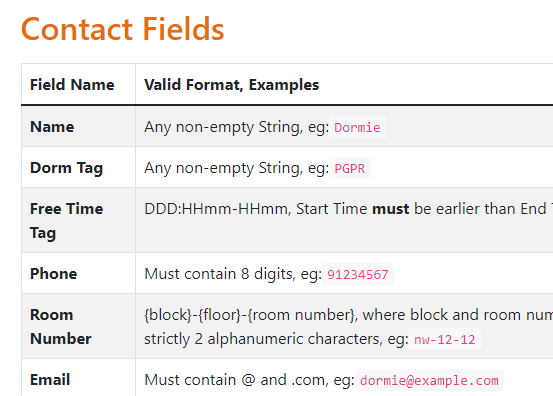 Contact Fields
Field Name Valid Format, Examples
Name Any non-empty String, eg: Dormie
Dorm Tag Any non-empty String, eg: PGPR
Free Time DDD:HHmm-HHmm, Start Time must be earlier than End
Tag
Phone Must contain 8 digits, eg: 91234567
Room {block}-{floor}-{room number}, where block and room
Number strictly 2 alphanumeric characters, eg: nw-12-12
Email Must contain @ and .com, eg: dormie@example.com